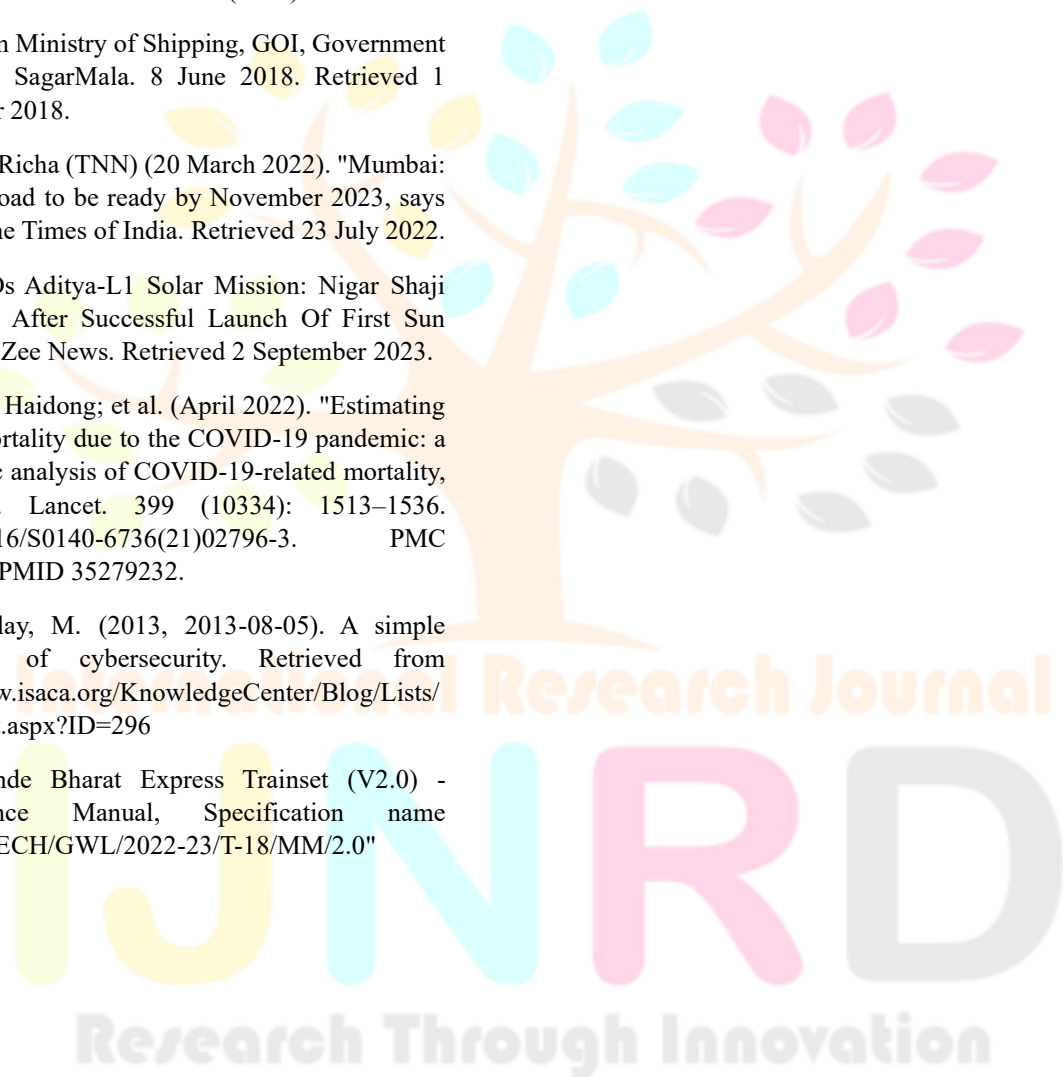 n Ministry of Shipping, GOI, Government
SagarMala. 8 June 2018. Retrieved 1
r 2018.
Richa (TNN) (20 March 2022). "Mumbai:
oad to be ready by November 2023, says
ne Times of India. Retrieved 23 July 2022.
Os Aditya-L1 Solar Mission: Nigar Shaji
After Successful Launch Of First Sun
Zee News. Retrieved 2 September 2023.
Haidong; et al. (April 2022). "Estimating
ortality due to the COVID-19 pandemic: a
c analysis of COVID-19-related mortality,
Lancet. 399 (10334): 1513–1536.
16/S0140-6736(21)02796-3. PMC
PMID 35279232.
lay, M. (2013, 2013-08-05). A simple
of cybersecurity. Retrieved from
w.isaca.org/KnowledgeCenter/Blog/Lists/
t.aspx?ID=296
nde Bharat Express Trainset (V2.0) -
nce Manual, Specification name
ECH/GWL/2022-23/T-18/MM/2.0"
International Research Journal
IJNRD
Research Through Innovation